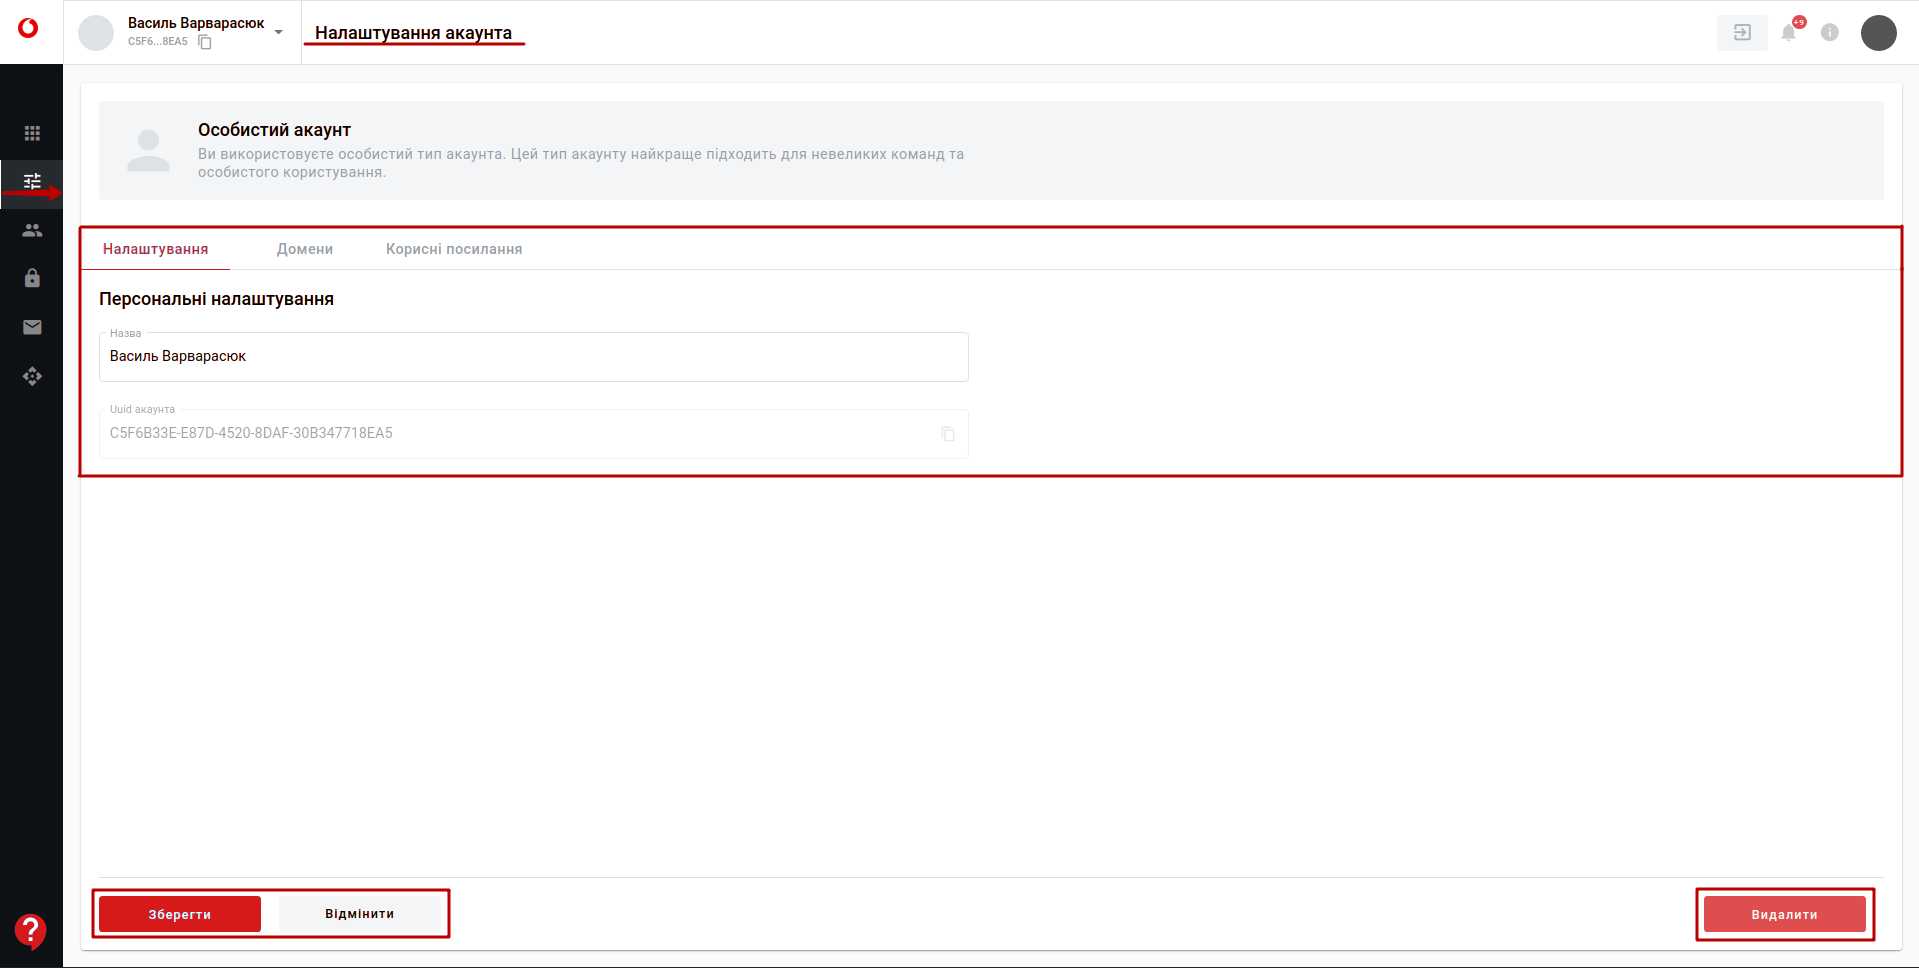 Василь Варварасюк
C5F6...8EA5
Налаштування акаунта
+9
Особистий акаунт
Ви використовуєте особистий тип акаунта. Цей тип акаунту найкраще підходить для невеликих команд та
особистого користування.
Налаштування
Домени
Корисні посилання
Персональні налаштування
Назва
Василь Варварасюк
Uuid акаунта
C5F6B33E-E87D-4520-8DAF-30B347718EA5
Зберегти
Відмінити
Видалити